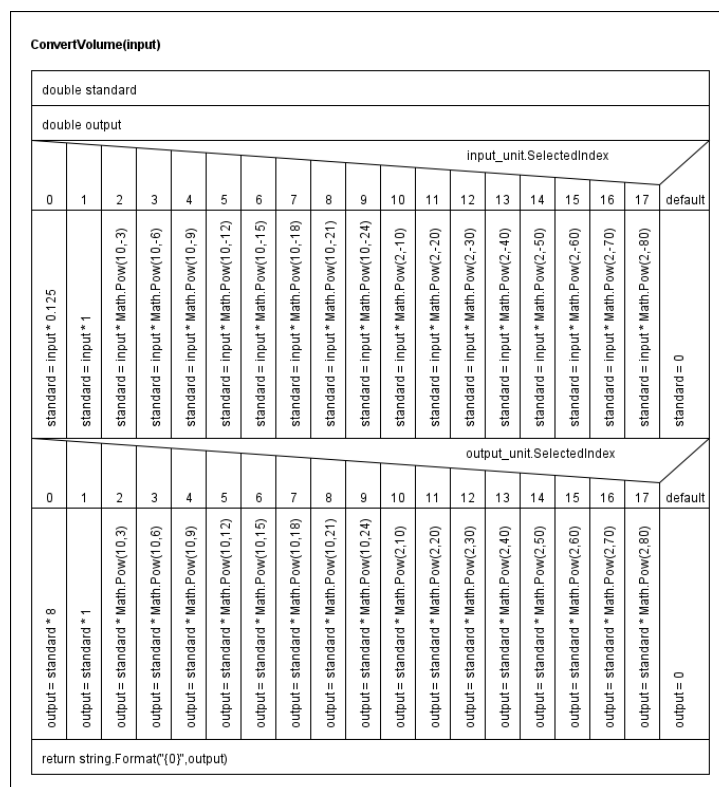 ConvertVolume(input)
double standard
double output
input_unit.SelectedIndex
0 1 2 3 4 5 6 7 8 9 10 11 12 13 14 15 16 17 default
standard = input * 0.125
standard = input * 1
standard = input * Math.Pow(10,-3)
standard = input * Math.Pow(10,-6)
standard = input * Math.Pow(10,-9)
standard = input * Math.Pow(10,-12)
standard = input * Math.Pow(10,-15)
standard = input * Math.Pow(10,-18)
standard = input * Math.Pow(10,-21)
standard = input * Math.Pow(10,-24)
standard = input * Math.Pow(2,-10)
standard = input * Math.Pow(2,-20)
standard = input * Math.Pow(2,-30)
standard = input * Math.Pow(2,-40)
standard = input * Math.Pow(2,-50)
standard = input * Math.Pow(2,-60)
standard = input * Math.Pow(2,-70)
standard = input * Math.Pow(2,-80)
standard = 0
output_unit.SelectedIndex
0 1 2 3 4 5 6 7 8 9 10 11 12 13 14 15 16 17 default
output = standard * 8
output = standard * 1
output = standard * Math.Pow(10,3)
output = standard * Math.Pow(10,6)
output = standard * Math.Pow(10,9)
output = standard * Math.Pow(10,12)
output = standard * Math.Pow(10,15)
output = standard * Math.Pow(10,18)
output = standard * Math.Pow(10,21)
output = standard * Math.Pow(10,24)
output = standard * Math.Pow(2,10)
output = standard * Math.Pow(2,20)
output = standard * Math.Pow(2,30)
output = standard * Math.Pow(2,40)
output = standard * Math.Pow(2,50)
output = standard * Math.Pow(2,60)
output = standard * Math.Pow(2,70)
output = standard * Math.Pow(2,80)
output = 0
return string.Format("{0}",output)